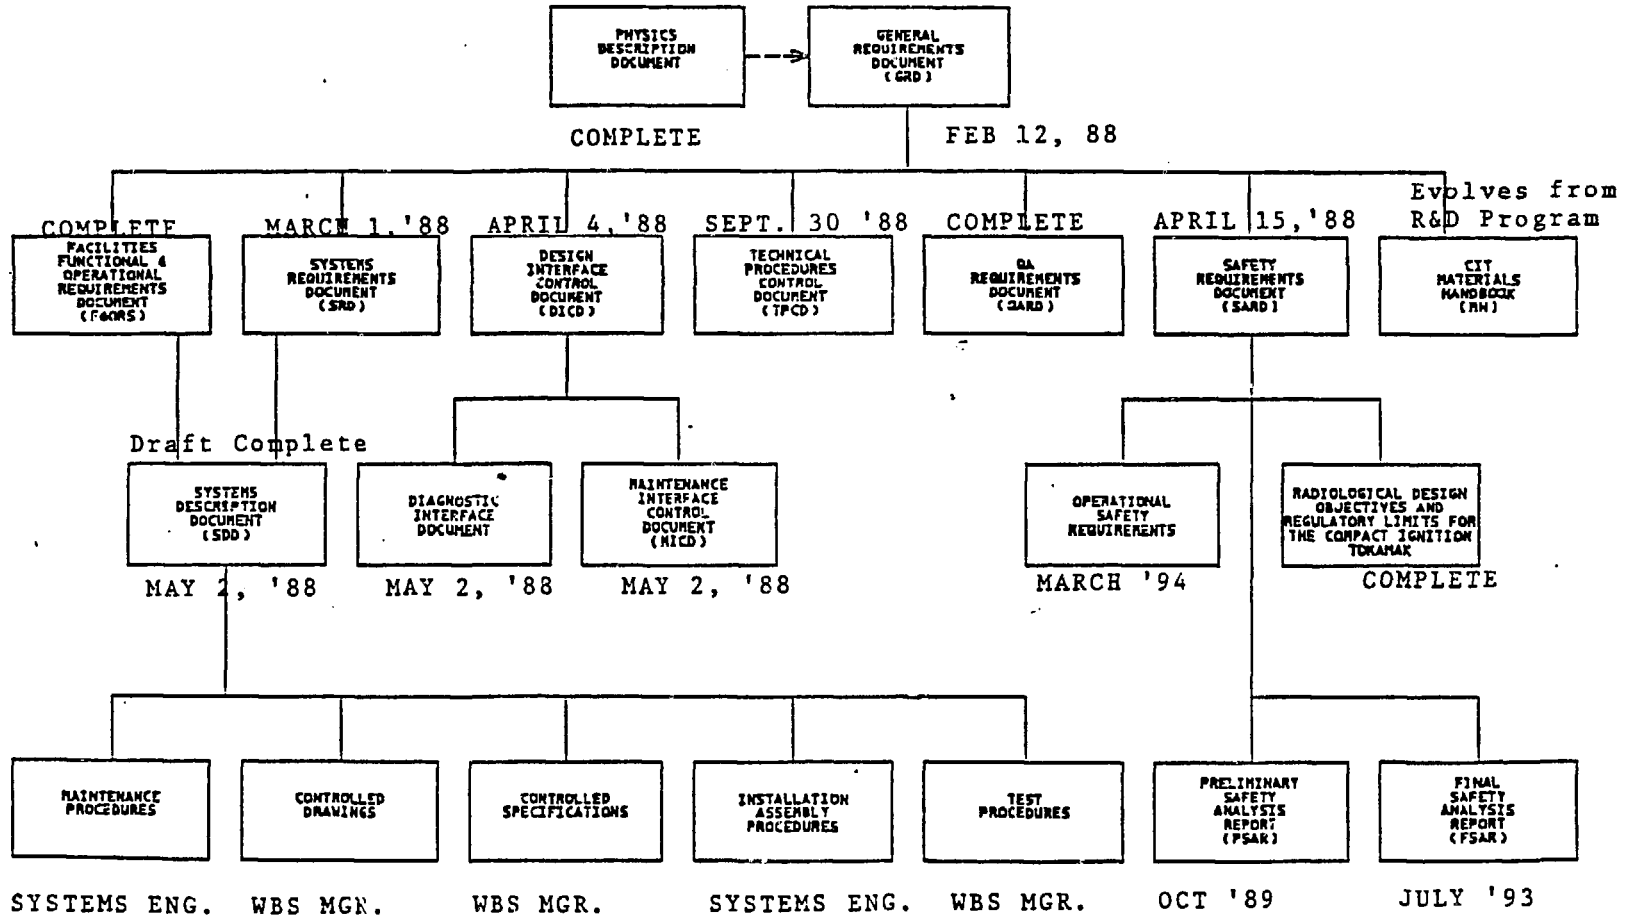 PHYSICS
DESCRIPTION
DOCUMENT
GENERAL
REQUIREMENTS
DOCUMENT
(GRD)
COMPLETE
FEB 12, 88
COMPLETE
MARCH 1,'88
APRIL 4,'88
SEPT. 30 '88
COMPLETE
APRIL 15,'88
Evolves from
R&D Program
FACILITIES
FUNCTIONAL &
OPERATIONAL
REQUIREMENTS
DOCUMENT
(F&ORS)
SYSTEMS
REQUIREMENTS
DOCUMENT
(SRD)
DESIGN
INTERFACE
CONTROL
DOCUMENT
(DICD)
TECHNICAL
PROCEDURES
CONTROL
DOCUMENT
(TPCD)
QA
REQUIREMENTS
DOCUMENT
(QARD)
SAFETY
REQUIREMENTS
DOCUMENT
(SARD)
CIT
MATERIALS
HANDBOOK
(MH)
Draft Complete
SYSTEMS
DESCRIPTION
DOCUMENT
(SDD)
DIAGNOSTIC
INTERFACE
DOCUMENT
MAINTENANCE
INTERFACE
CONTROL
DOCUMENT
(MICD)
OPERATIONAL
SAFETY
REQUIREMENTS
RADIOLOGICAL DESIGN
OBJECTIVES AND
REGULATORY LIMITS FOR
THE COMPACT IGNITION
TOKAMAK
MAY 2, '88
MAY 2, '88
MAY 2, '88
MARCH '94
COMPLETE
MAINTENANCE
PROCEDURES
CONTROLLED
DRAWINGS
CONTROLLED
SPECIFICATIONS
INSTALLATION
ASSEMBLY
PROCEDURES
TEST
PROCEDURES
PRELIMINARY
SAFETY
ANALYSIS
REPORT
(PSAR)
FINAL
SAFETY
ANALYSIS
REPORT
(FSAR)
SYSTEMS ENG.
WBS MGR.
WBS MGR.
SYSTEMS ENG.
WBS MGR.
OCT '89
JULY '93